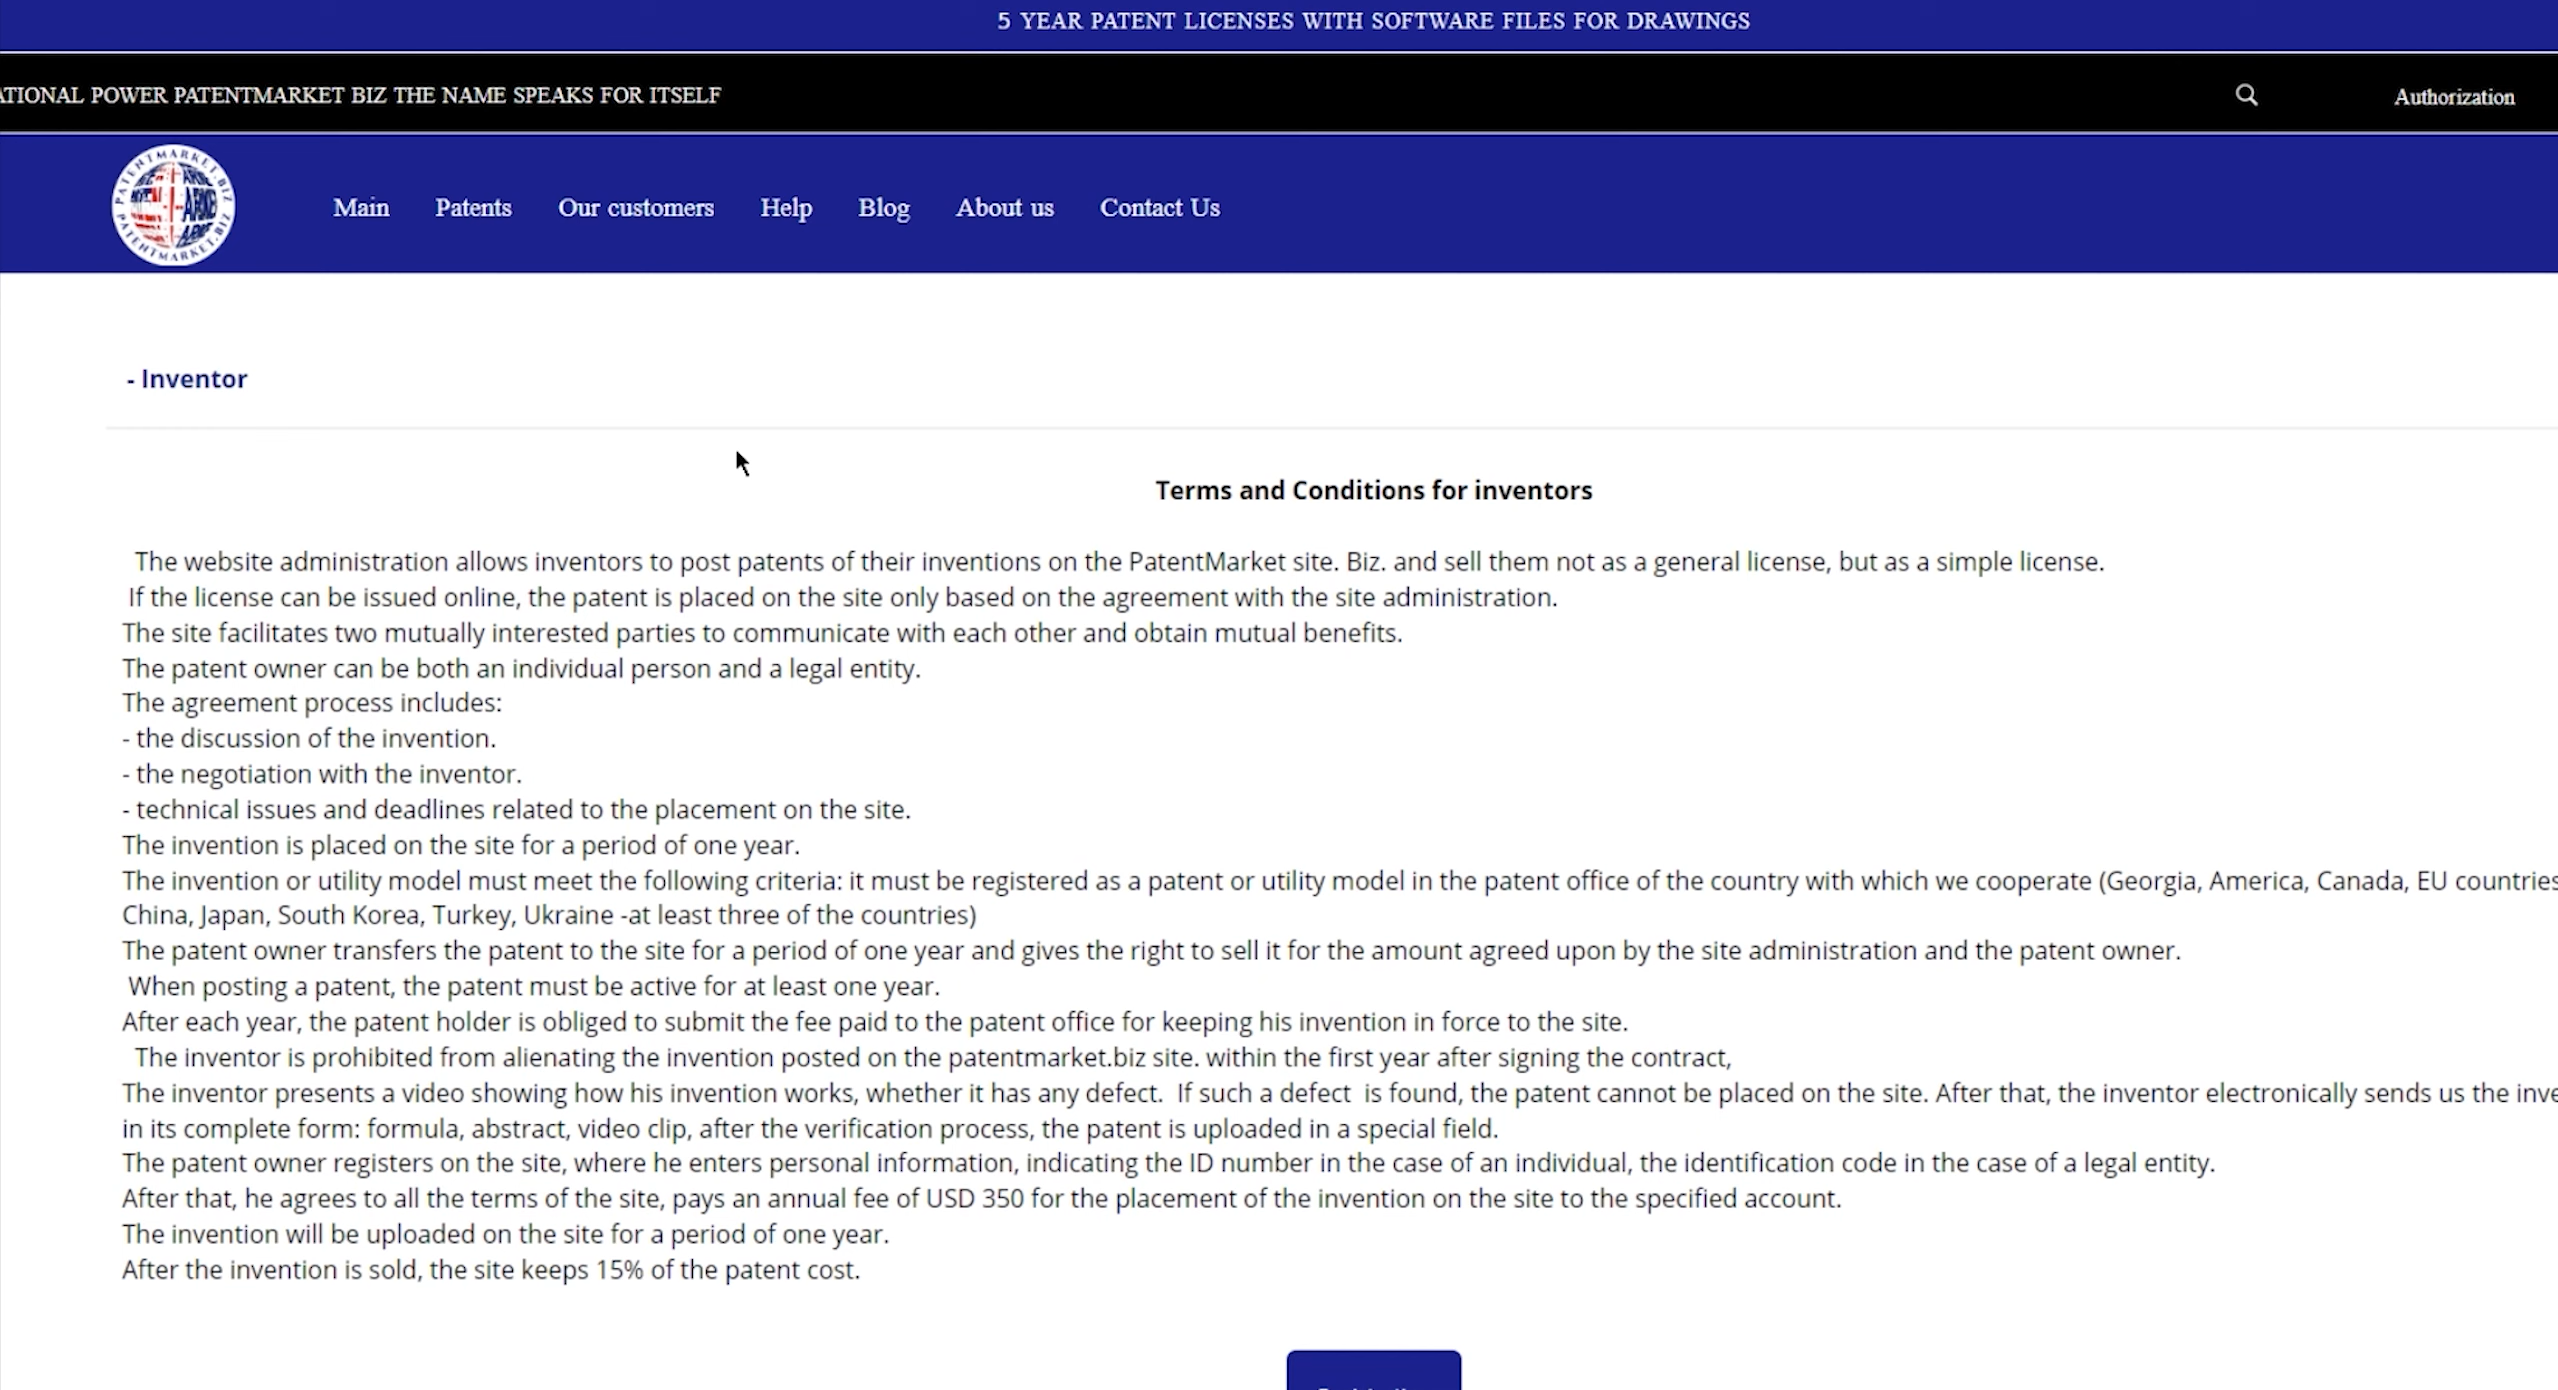 5 YEAR PATENT LICENSES WITH SOFTWARE FILES FOR DRAWINGS
ATIONAL POWER PATENTMARKET BIZ THE NAME SPEAKS FOR ITSELF
Authorization
PATENTMARKET.BIZ PATENTMARKET.BIZ
Main
Patents
Our customers
Help
Blog
About us
Contact Us
- Inventor
Terms and Conditions for inventors
The website administration allows inventors to post patents of their inventions on the PatentMarket site. Biz. and sell them not as a general license, but as a simple license.
If the license can be issued online, the patent is placed on the site only based on the agreement with the site administration.
The site facilitates two mutually interested parties to communicate with each other and obtain mutual benefits.
The patent owner can be both an individual person and a legal entity.
The agreement process includes:
- the discussion of the invention.
- the negotiation with the inventor.
- technical issues and deadlines related to the placement on the site.
The invention is placed on the site for a period of one year.
The invention or utility model must meet the following criteria: it must be registered as a patent or utility model in the patent office of the country with which we cooperate (Georgia, America, Canada, EU countries
China, Japan, South Korea, Turkey, Ukraine -at least three of the countries)
The patent owner transfers the patent to the site for a period of one year and gives the right to sell it for the amount agreed upon by the site administration and the patent owner.
When posting a patent, the patent must be active for at least one year.
After each year, the patent holder is obliged to submit the fee paid to the patent office for keeping his invention in force to the site.
The inventor is prohibited from alienating the invention posted on the patentmarket.biz site. within the first year after signing the contract,
The inventor presents a video showing how his invention works, whether it has any defect. If such a defect is found, the patent cannot be placed on the site. After that, the inventor electronically sends us the inve
in its complete form: formula, abstract, video clip, after the verification process, the patent is uploaded in a special field.
The patent owner registers on the site, where he enters personal information, indicating the ID number in the case of an individual, the identification code in the case of a legal entity.
After that, he agrees to all the terms of the site, pays an annual fee of USD 350 for the placement of the invention on the site to the specified account.
The invention will be uploaded on the site for a period of one year.
After the invention is sold, the site keeps 15% of the patent cost.